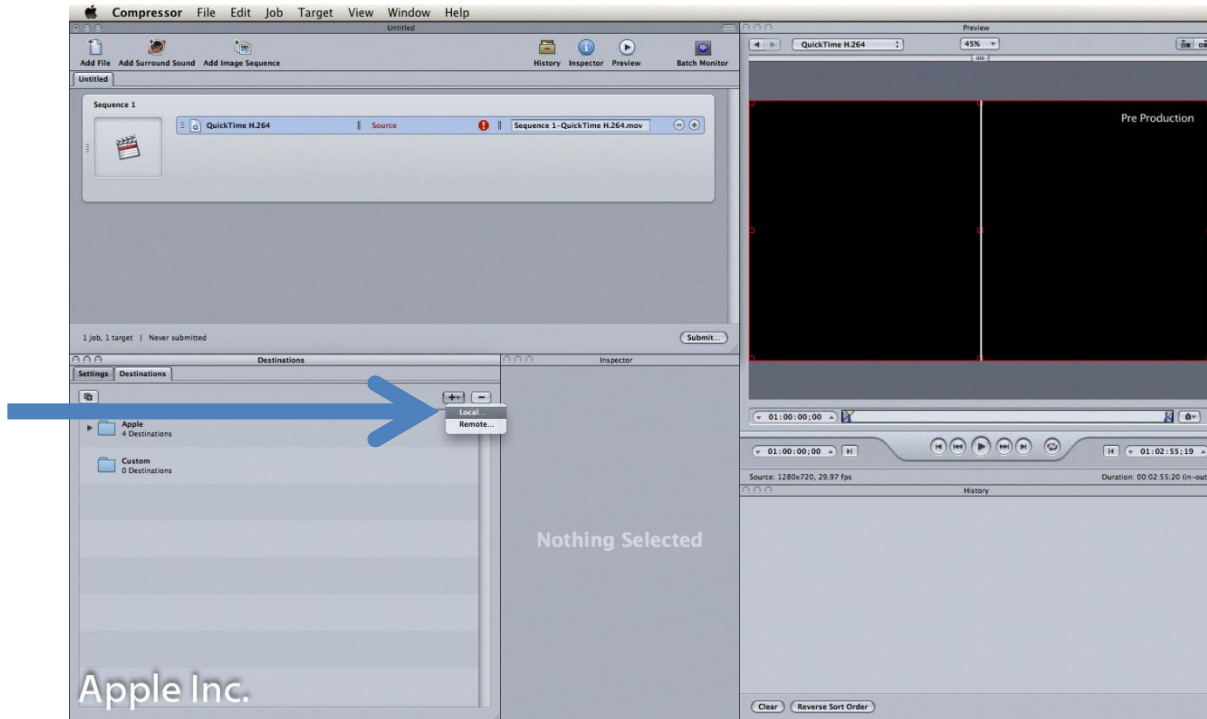 Compressor File Edit Job Target View Window Help
Untitled
Add File Add Surround Sound Add Image Sequence History Inspector Preview Batch Monitor
Untitled
Sequence 1
QuickTime H.264 Source Sequence 1-QuickTime H.264.mov
1 job, 1 target | Never submitted Submit...
Destinations
Settings Destinations
Local...
Remote...
Apple
4 Destinations
Custom
0 Destinations
Apple Inc.
Inspector
Nothing Selected
Preview
QuickTime H.264 45%
Pre Production
01:00:00;00
01:00:00;00 01:02:55;19
Source: 1280x720, 29.97 fps Duration: 00:02:55;20 (in-out
History
Clear Reverse Sort Order